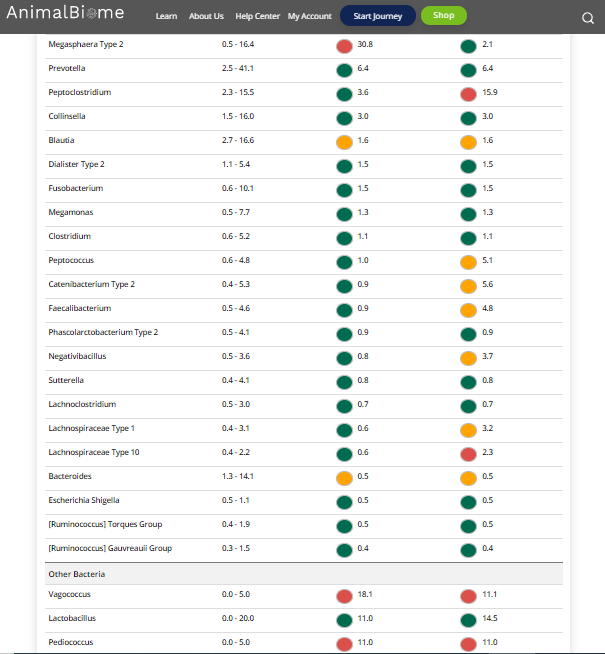 AnimalBiome Learn About Us Help Center My Account Start Journey Shop
Megasphaera Type 2 0.5 - 16.4 30.8 2.1
Prevotella 2.5 - 41.1 6.4 6.4
Peptoclostridium 2.3 - 15.5 3.6 15.9
Collinsella 1.5 - 16.0 3.0 3.0
Blautia 2.7 - 16.6 1.6 1.6
Dialister Type 2 1.1 - 5.4 1.5 1.5
Fusobacterium 0.6 - 10.1 1.5 1.5
Megamonas 0.5 - 7.7 1.3 1.3
Clostridium 0.6 - 5.2 1.1 1.1
Peptococcus 0.6 - 4.8 1.0 5.1
Catenibacterium Type 2 0.4 - 5.3 0.9 5.6
Faecalibacterium 0.5 - 4.6 0.9 4.8
Phascolarctobacterium Type 2 0.5 - 4.1 0.9 0.9
Negativibacillus 0.5 - 3.6 0.8 3.7
Sutterella 0.4 - 4.1 0.8 0.8
Lachnoclostridium 0.5 - 3.0 0.7 0.7
Lachnospiraceae Type 1 0.4 - 3.1 0.6 3.2
Lachnospiraceae Type 10 0.4 - 2.2 0.6 2.3
Bacteroides 1.3 - 14.1 0.5 0.5
Escherichia Shigella 0.5 - 1.1 0.5 0.5
[Ruminococcus] Torques Group 0.4 - 1.9 0.5 0.5
[Ruminococcus] Gauvreauii Group 0.3 - 1.5 0.4 0.4
Other Bacteria
Vagococcus 0.0 - 5.0 18.1 11.1
Lactobacillus 0.0 - 20.0 11.0 14.5
Pediococcus 0.0 - 5.0 11.0 11.0